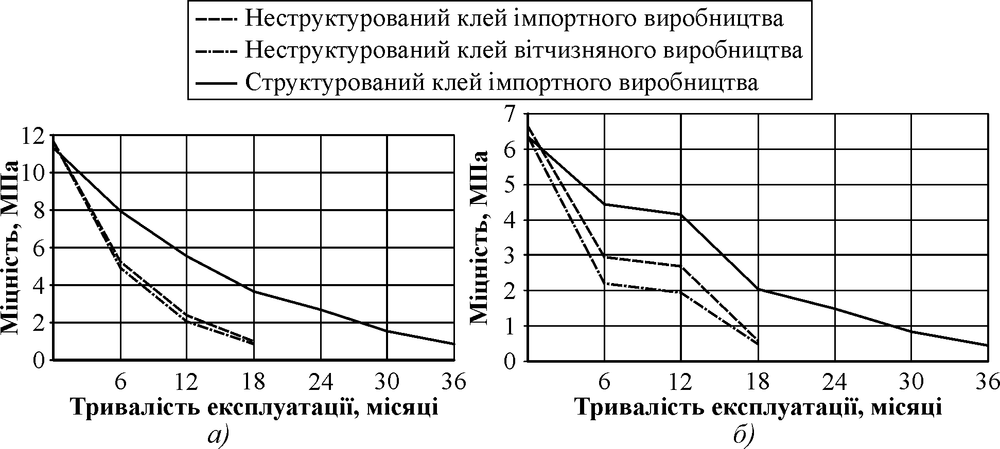 Неструктурований клей імпортного виробництва
Неструктурований клей вітчизняного виробництва
Структурований клей імпортного виробництва
Міцність, МПа
12
10
8
6
4
2
0
6 12 18 24 30 36
Тривалість експлуатації, місяці
а)
Міцність, МПа
7
6
5
4
3
2
1
0
6 12 18 24 30 36
Тривалість експлуатації, місяці
б)